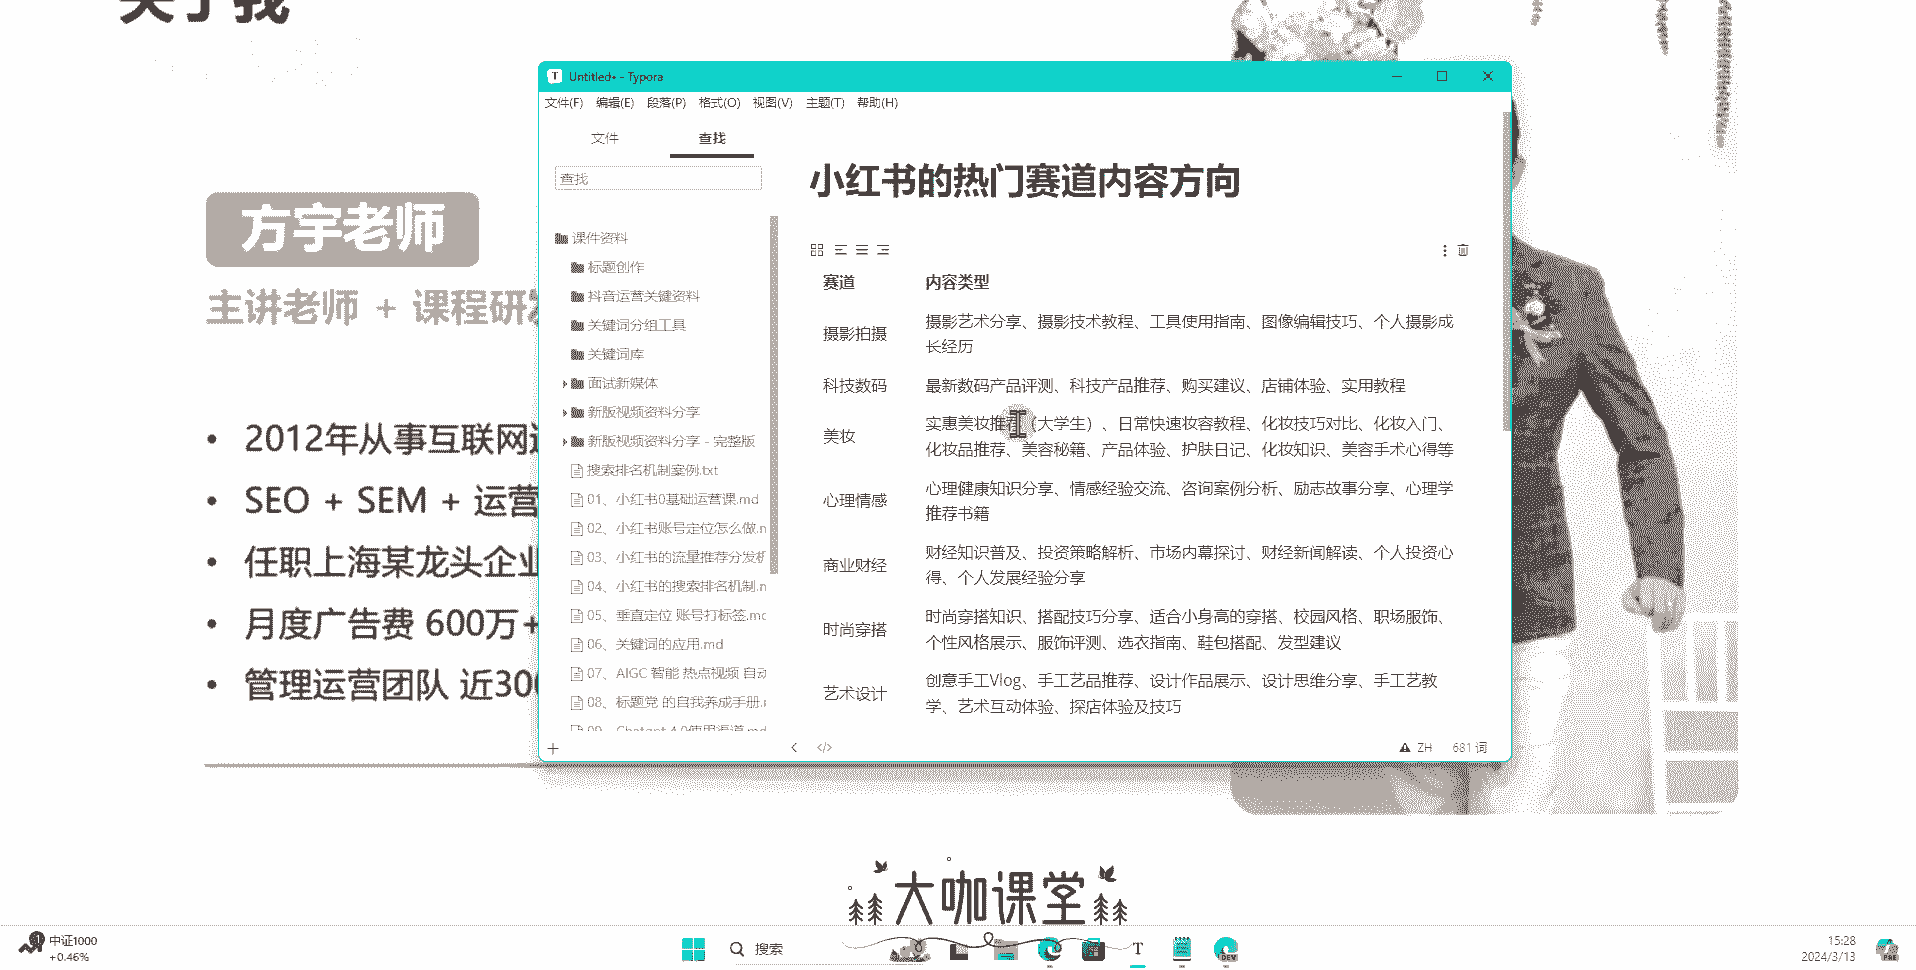 关于我
方宇老师
主讲老师 + 课程研发
2012年从事互联网运
SEO + SEM + 运营
任职上海某龙头企业
月度广告费 600万+
管理运营团队 近300
Untitled• - Typora
文件(F) 编辑(E) 段落(P) 格式(O) 视图(V) 主题(T) 帮助(H)
文件 查找
查找
课件资料
标题创作
抖音运营关键资料
关键词分组工具
关键词库
面试新媒体
新版视频资料分享
新版视频资料分享 - 完整版
搜索排名机制案例.txt
01、小红书0基础运营课.md
02、小红书账号定位怎么做.m
03、小红书的流量推荐分发机
04、小红书的搜索排名机制.m
05、垂直定位 账号打标签.mc
06、关键词的应用.md
07、AIGC 智能 热点视频 自动
08、标题党 的自我养成手册.r
09、Chatgpt 4.0使用渠道.md
小红书的热门赛道内容方向
赛道 内容类型
摄影拍摄 摄影艺术分享、摄影技术教程、工具使用指南、图像编辑技巧、个人摄影成
长经历
科技数码 最新数码产品评测、科技产品推荐、购买建议、店铺体验、实用教程
美妆 实惠美妆推荐（大学生）、日常快速妆容教程、化妆技巧对比、化妆入门、
化妆品推荐、美容秘籍、产品体验、护肤日记、化妆知识、美容手术心得等
心理情感 心理健康知识分享、情感经验交流、咨询案例分析、励志故事分享、心理学
推荐书籍
商业财经 财经知识普及、投资策略解析、市场内幕探讨、财经新闻解读、个人投资心
得、个人发展经验分享
时尚穿搭 时尚穿搭知识、搭配技巧分享、适合小身高的穿搭、校园风格、职场服饰、
个性风格展示、服饰评测、选衣指南、鞋包搭配、发型建议
艺术设计 创意手工Vlog、手工艺品推荐、设计作品展示、设计思维分享、手工艺教
学、艺术互动体验、探店体验及技巧
ZH 681 词
大咖课堂
中证1000
+0.46%
搜索
15:28
2024/3/13